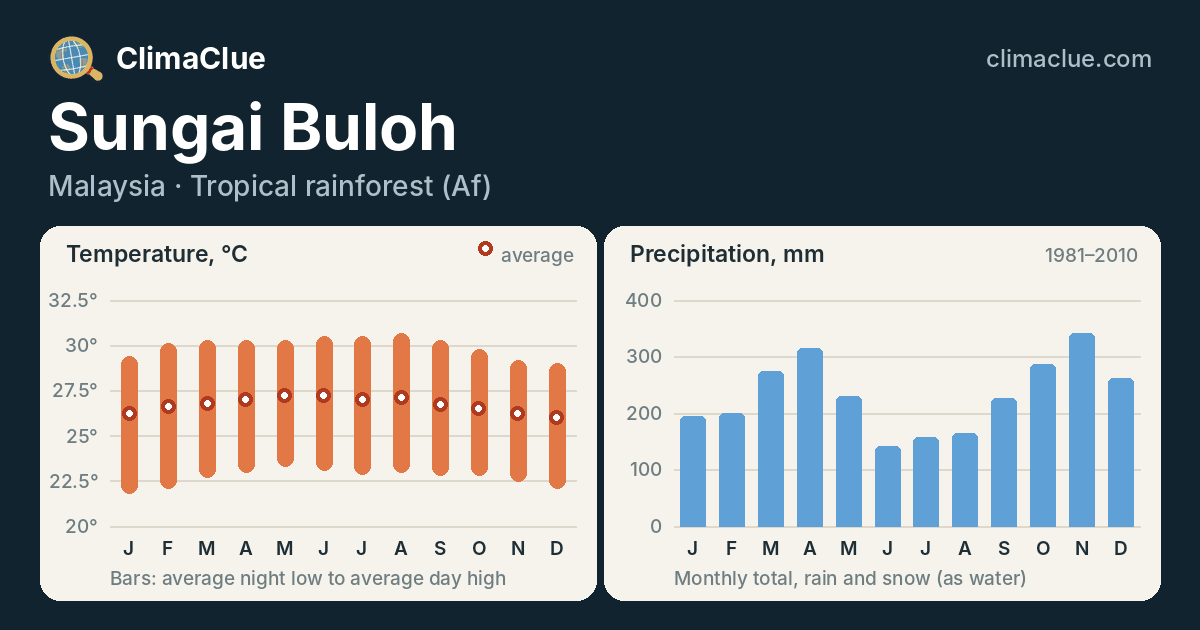 ClimaClue
climaclue.com
Sungai Buloh
Malaysia · Tropical rainforest (Af)
Temperature, °C
average
32.5°
30°
27.5°
25°
22.5°
20°
J F M A M J J A S O N D
Bars: average night low to average day high
Precipitation, mm
1981–2010
400
300
200
100
0
J F M A M J J A S O N D
Monthly total, rain and snow (as water)